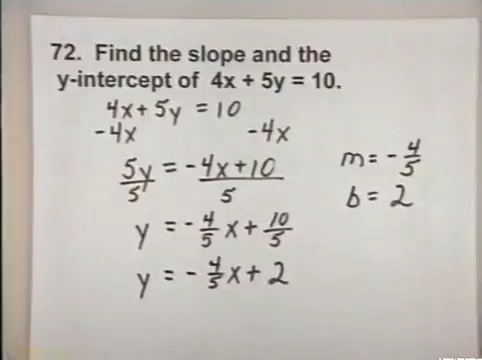 72. Find the slope and the
y-intercept of 4x + 5y = 10.
4x + 5y = 10
-4x -4x
5y = -4x + 10
5 5
y = -4/5 x + 10/5
y = -4/5 x + 2
m = -4/5
b = 2